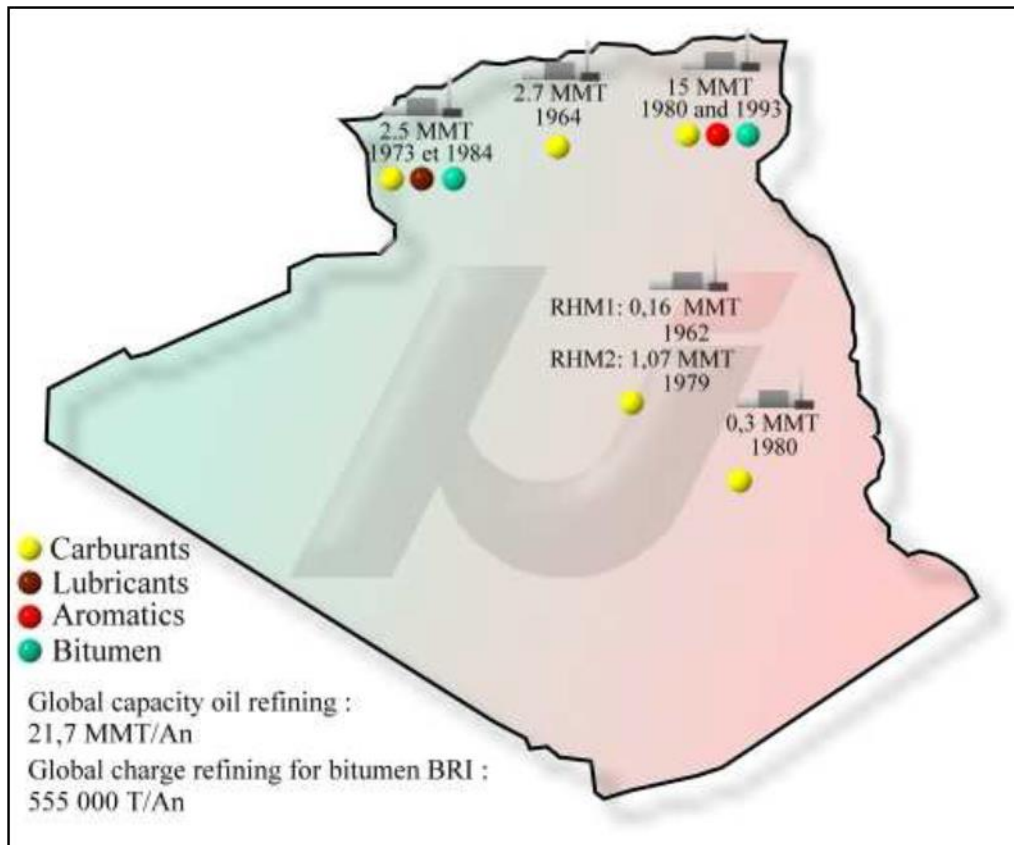 2.5 MMT
1973 et 1984
2.7 MMT
1964
15 MMT
1980 and 1993
RHM1: 0,16 MMT
1962
RHM2: 1,07 MMT
1979
0,3 MMT
1980
Carburants
Lubricants
Aromatics
Bitumen
Global capacity oil refining :
21,7 MMT/An
Global charge refining for bitumen BRI :
555 000 T/An